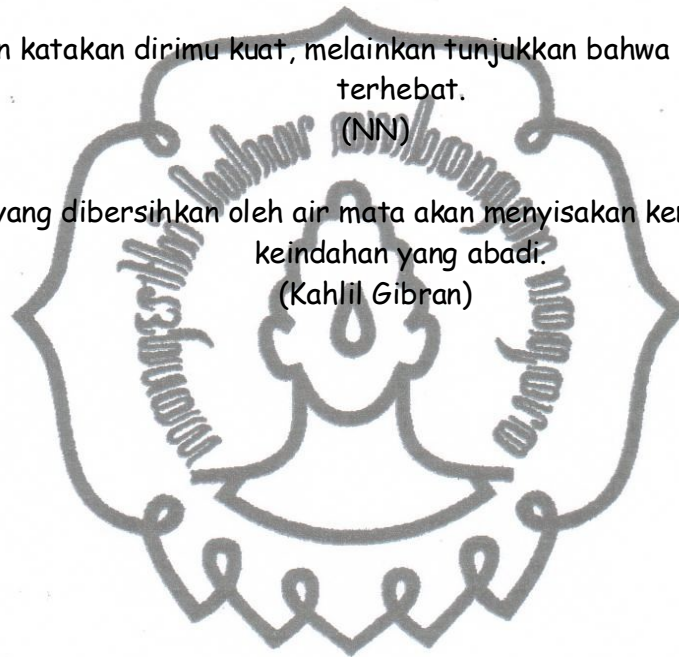 n katakan dirimu kuat, melainkan tunjukkan bahwa
terhebat.
(NN)
yang dibersihkan oleh air mata akan menyisakan ker
keindahan yang abadi.
(Kahlil Gibran)